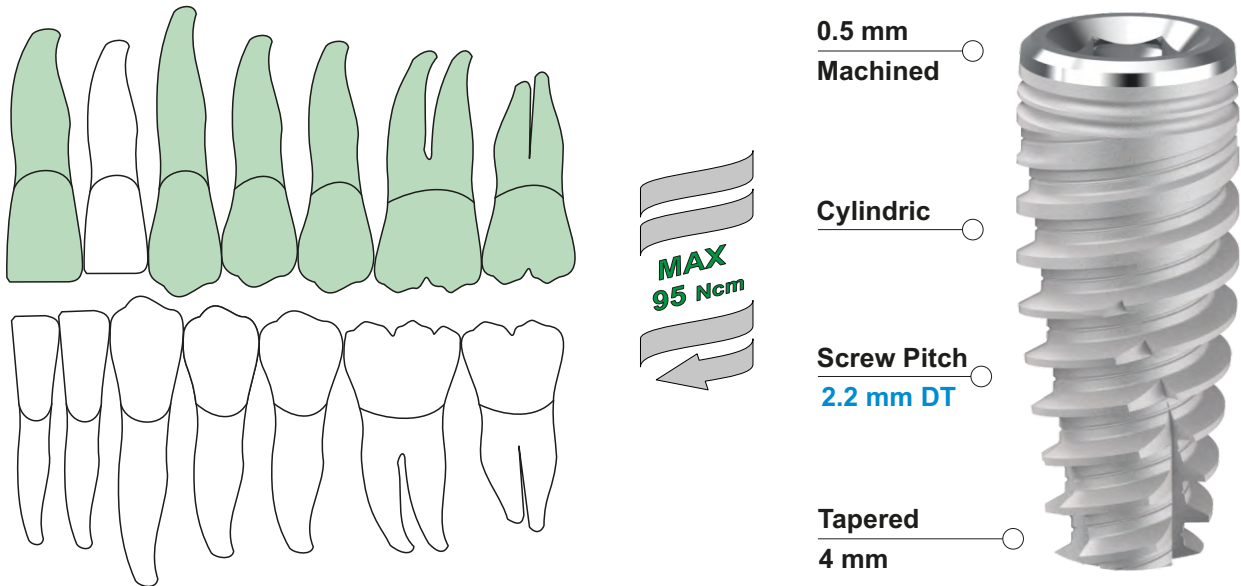 0.5 mm
Machined
MAX
95 Ncm
Cylindric
Screw Pitch
2.2 mm DT
Tapered
4 mm